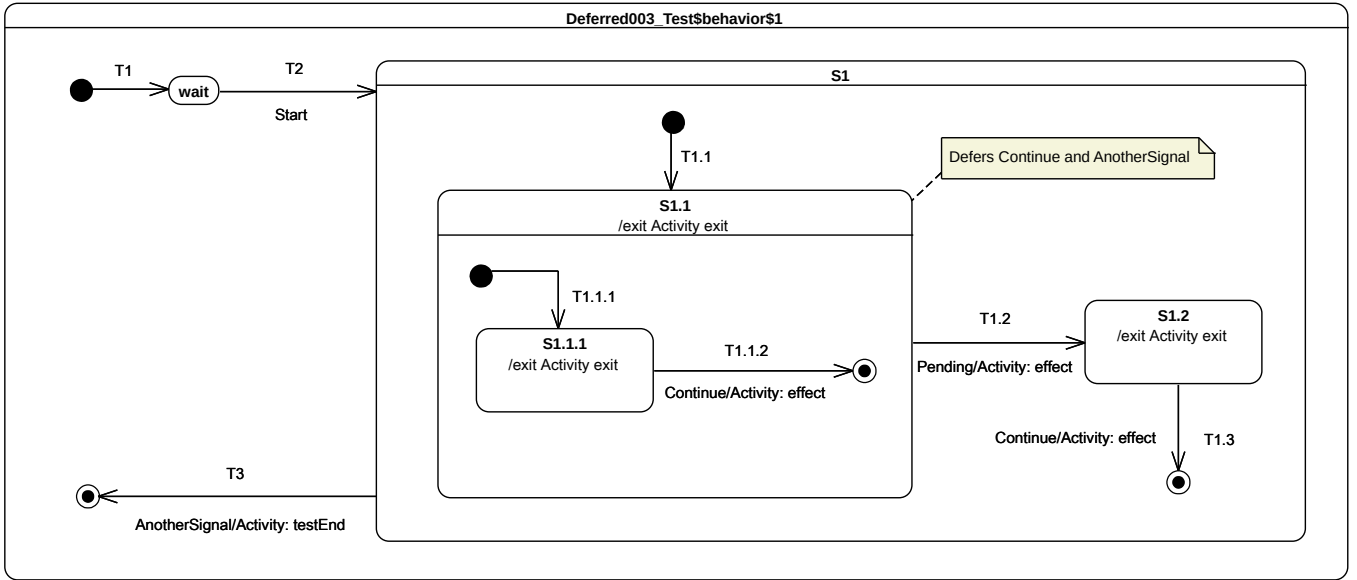 Deferred003_Test$behavior$1
T1
T2
wait
Start
S1
T1.1
Defers Continue and AnotherSignal
S1.1
/exit Activity exit
T1.1.1
S1.1.1
/exit Activity exit
T1.1.2
Continue/Activity: effect
T1.2
Pending/Activity: effect
S1.2
/exit Activity exit
Continue/Activity: effect
T1.3
T3
AnotherSignal/Activity: testEnd